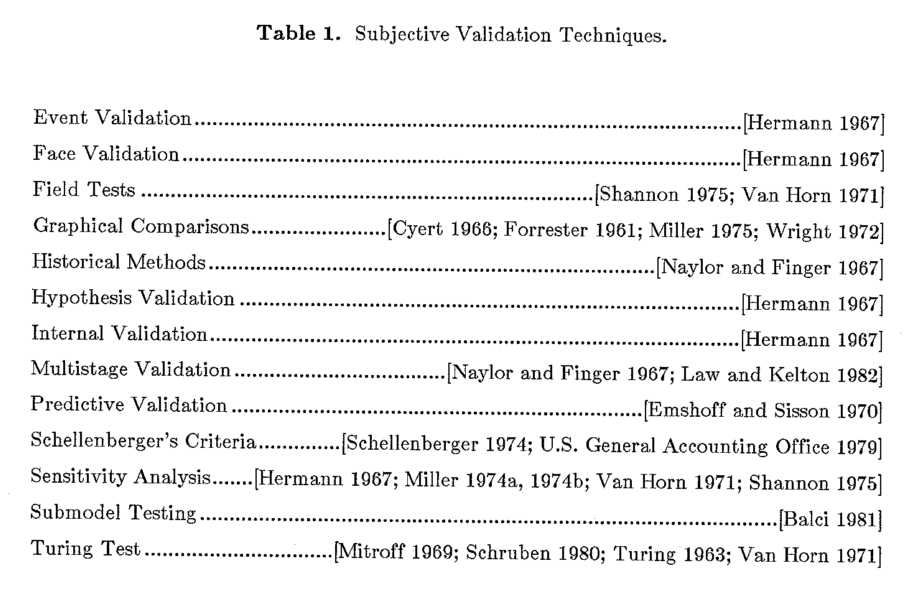 Table 1. Subjective Validation Techniques.
Event Validation..........................................................................................[Hermann 1967]
Face Validation............................................................................................[Hermann 1967]
Field Tests ...........................................................................[Shannon 1975; Van Horn 1971]
Graphical Comparisons......................[Cyert 1966; Forrester 1961; Miller 1975; Wright 1972]
Historical Methods..........................................................................[Naylor and Finger 1967]
Hypothesis Validation ...................................................................................[Hermann 1967]
Internal Validation........................................................................................[Hermann 1967]
Multistage Validation...................................[Naylor and Finger 1967; Law and Kelton 1982]
Predictive Validation ....................................................................[Emshoff and Sisson 1970]
Schellenberger's Criteria.............[Schellenberger 1974; U.S. General Accounting Office 1979]
Sensitivity Analysis.......[Hermann 1967; Miller 1974a, 1974b; Van Horn 1971; Shannon 1975]
Submodel Testing................................................................................................[Balci 1981]
Turing Test...............................[Mitroff 1969; Schruben 1980; Turing 1963; Van Horn 1971]